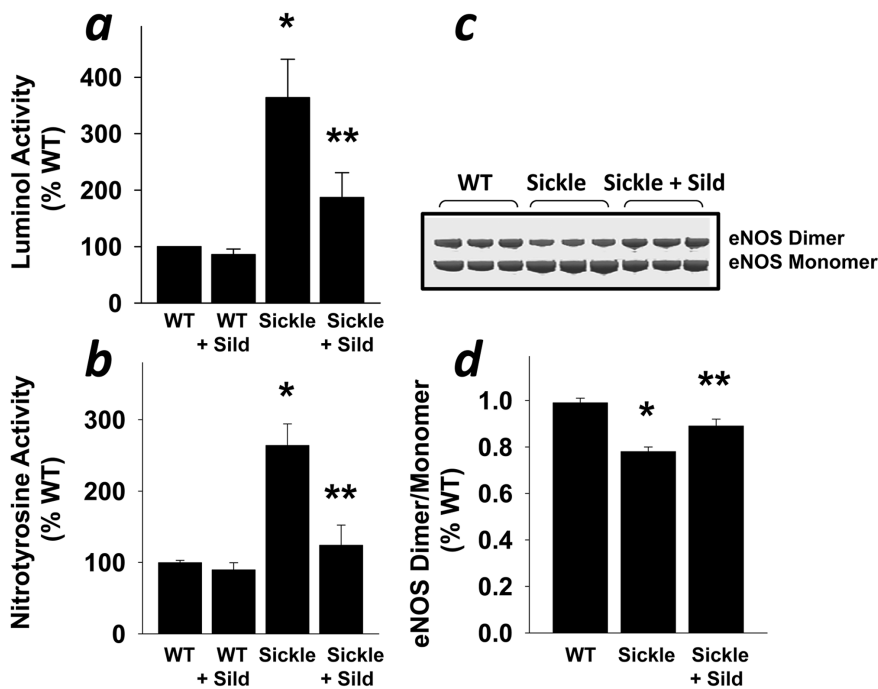 a
Luminol Activity
(% WT)
400
300
200
100
0
*
**
WT
WT
+ Sild
Sickle
Sickle
+ Sild
b
Nitrotyrosine Activity
(% WT)
300
200
100
0
*
**
WT
WT
+ Sild
Sickle
Sickle
+ Sild
c
WT Sickle Sickle + Sild
eNOS Dimer
eNOS Monomer
d
eNOS Dimer/Monomer
(% WT)
1.0
0.8
0.6
0.4
0.2
0.0
*
**
WT
Sickle
Sickle
+ Sild